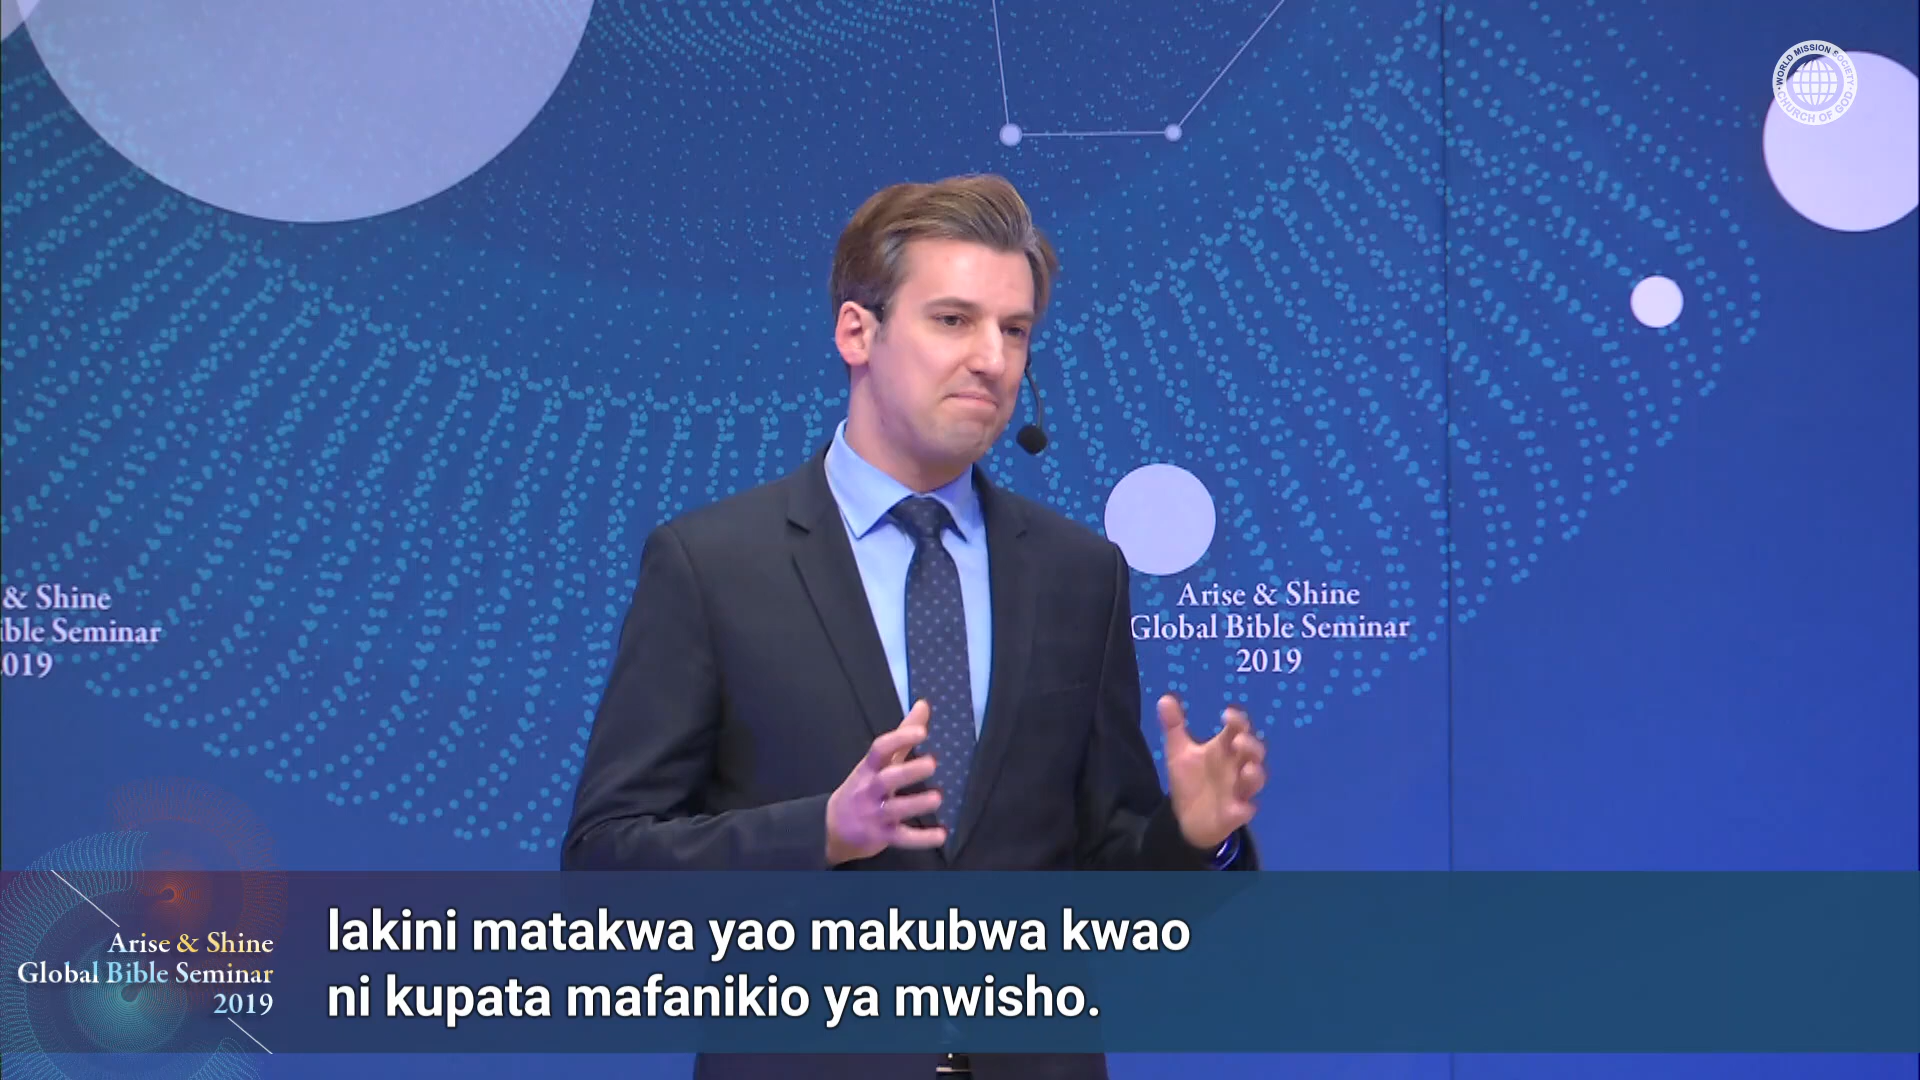 WORLD MISSION SOCIETY
CHURCH OF GOD
& Shine
ible Seminar
019
Arise & Shine
Global Bible Seminar
2019
Arise & Shine
Global Bible Seminar
2019
lakini matakwa yao makubwa kwao
ni kupata mafanikio ya mwisho.